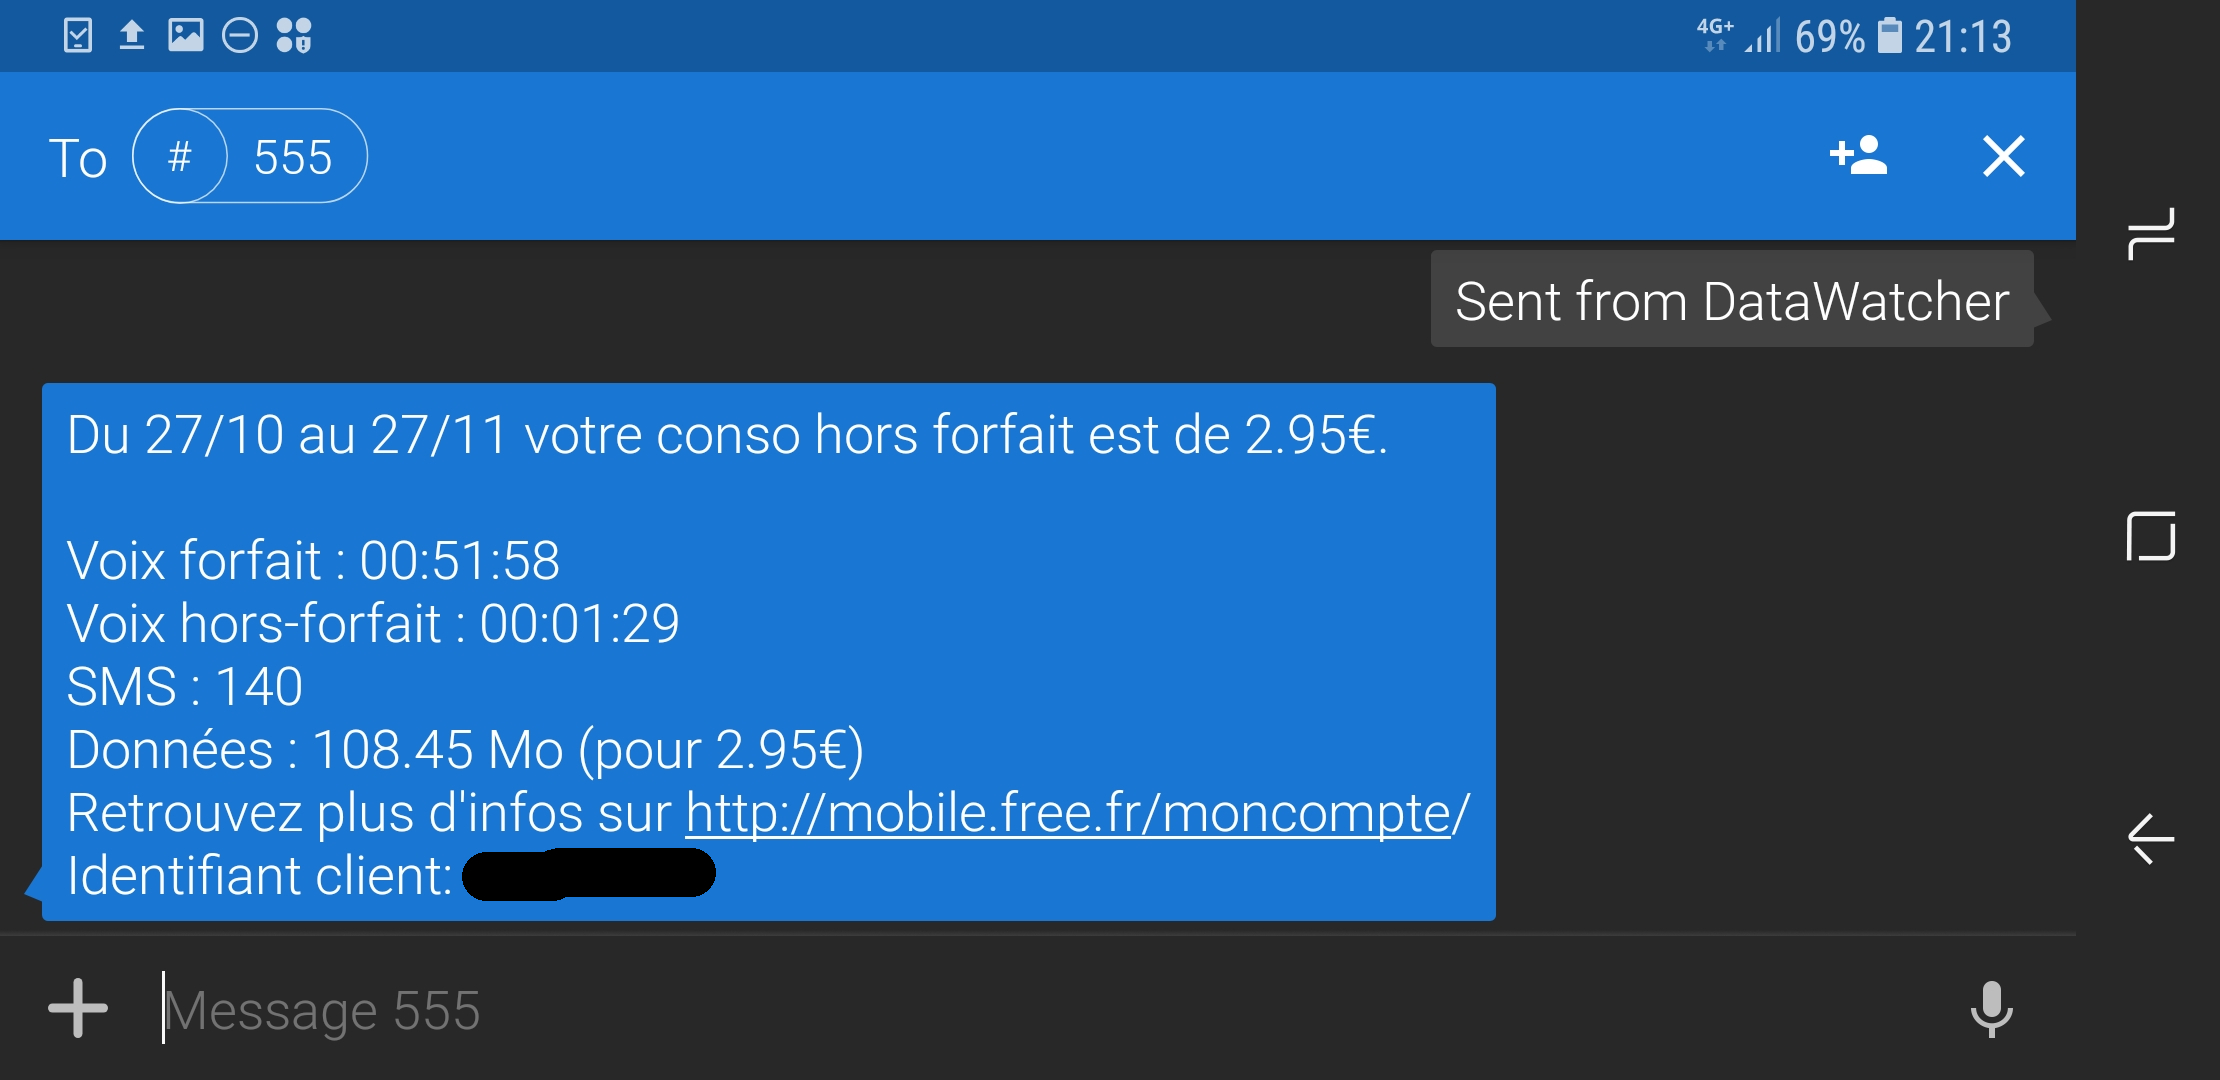 4G+ 69% 21:13
To # 555
Sent from DataWatcher
Du 27/10 au 27/11 votre conso hors forfait est de 2.95€.
Voix forfait : 00:51:58
Voix hors-forfait : 00:01:29
SMS : 140
Données : 108.45 Mo (pour 2.95€)
Retrouvez plus d'infos sur http://mobile.free.fr/moncompte/
Identifiant client:
Message 555